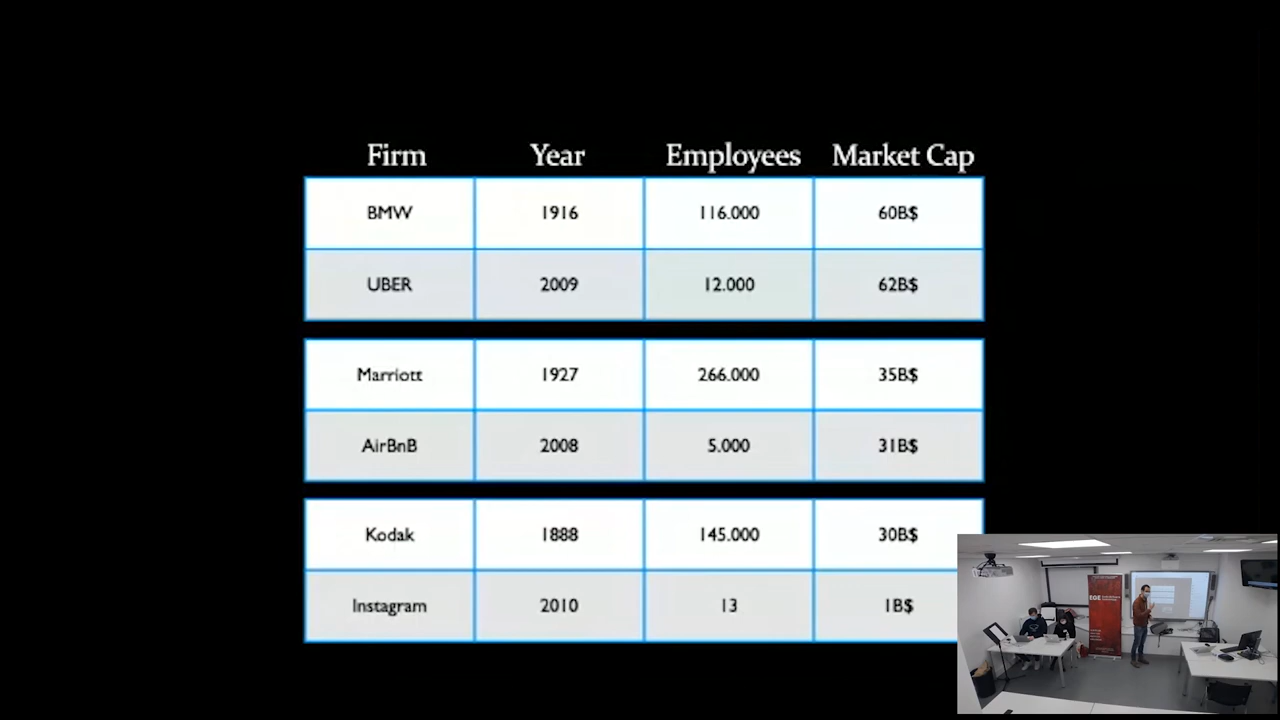 Firm Year Employees Market Cap
BMW 1916 116.000 60B$
UBER 2009 12.000 62B$
Marriott 1927 266.000 35B$
AirBnB 2008 5.000 31B$
Kodak 1888 145.000 30B$
Instagram 2010 13 1B$
EGE